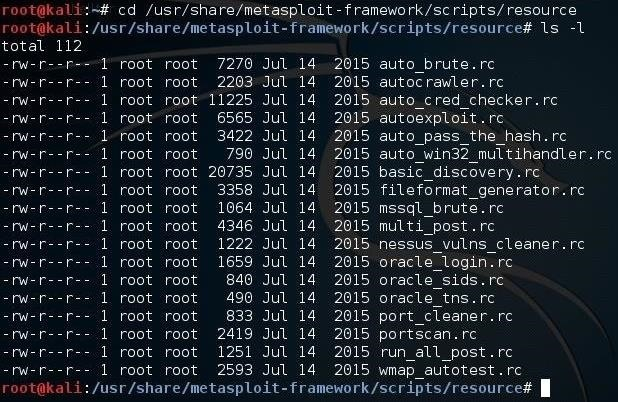 root@kali:~# cd /usr/share/metasploit-framework/scripts/resource
root@kali:/usr/share/metasploit-framework/scripts/resource# ls -l
total 112
-rw-r--r-- 1 root root  7270 Jul 14  2015 auto_brute.rc
-rw-r--r-- 1 root root  2203 Jul 14  2015 autocrawler.rc
-rw-r--r-- 1 root root 11225 Jul 14  2015 auto_cred_checker.rc
-rw-r--r-- 1 root root  6565 Jul 14  2015 autoexploit.rc
-rw-r--r-- 1 root root  3422 Jul 14  2015 auto_pass_the_hash.rc
-rw-r--r-- 1 root root   790 Jul 14  2015 auto_win32_multihandler.rc
-rw-r--r-- 1 root root 20735 Jul 14  2015 basic_discovery.rc
-rw-r--r-- 1 root root  3358 Jul 14  2015 fileformat_generator.rc
-rw-r--r-- 1 root root  1064 Jul 14  2015 mssql_brute.rc
-rw-r--r-- 1 root root  4346 Jul 14  2015 multi_post.rc
-rw-r--r-- 1 root root  1222 Jul 14  2015 nessus_vulns_cleaner.rc
-rw-r--r-- 1 root root  1659 Jul 14  2015 oracle_login.rc
-rw-r--r-- 1 root root   840 Jul 14  2015 oracle_sids.rc
-rw-r--r-- 1 root root   490 Jul 14  2015 oracle_tns.rc
-rw-r--r-- 1 root root   833 Jul 14  2015 port_cleaner.rc
-rw-r--r-- 1 root root  2419 Jul 14  2015 portscan.rc
-rw-r--r-- 1 root root  1251 Jul 14  2015 run_all_post.rc
-rw-r--r-- 1 root root  2593 Jul 14  2015 wmap_autotest.rc
root@kali:/usr/share/metasploit-framework/scripts/resource#